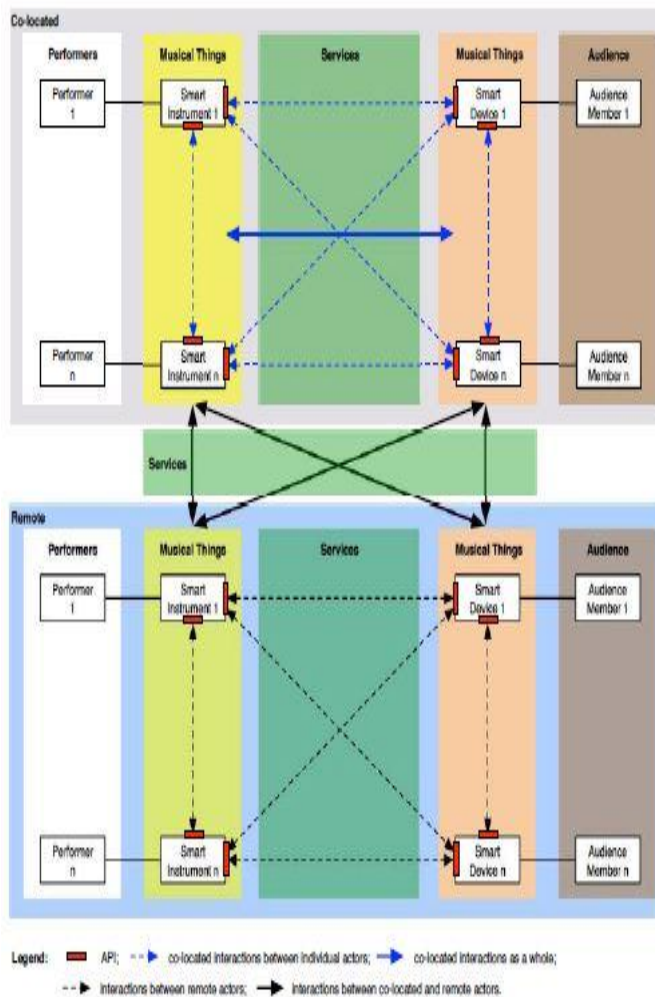 Co-located
Performers Musical Things Services Musical Things Audience
Performer Smart Smart Audience
1 Instrument 1 Device 1 Member 1
Performer Smart Smart Audience
n Instrument n Device n Member n
Services
Remote
Performers Musical Things Services Musical Things Audience
Performer Smart Smart Audience
1 Instrument 1 Device 1 Member 1
Performer Smart Smart Audience
n Instrument n Device n Member n
Legend: API; co-located interactions between individual actors; co-located interactions as a whole;
interactions between remote actors; interactions between co-located and remote actors.